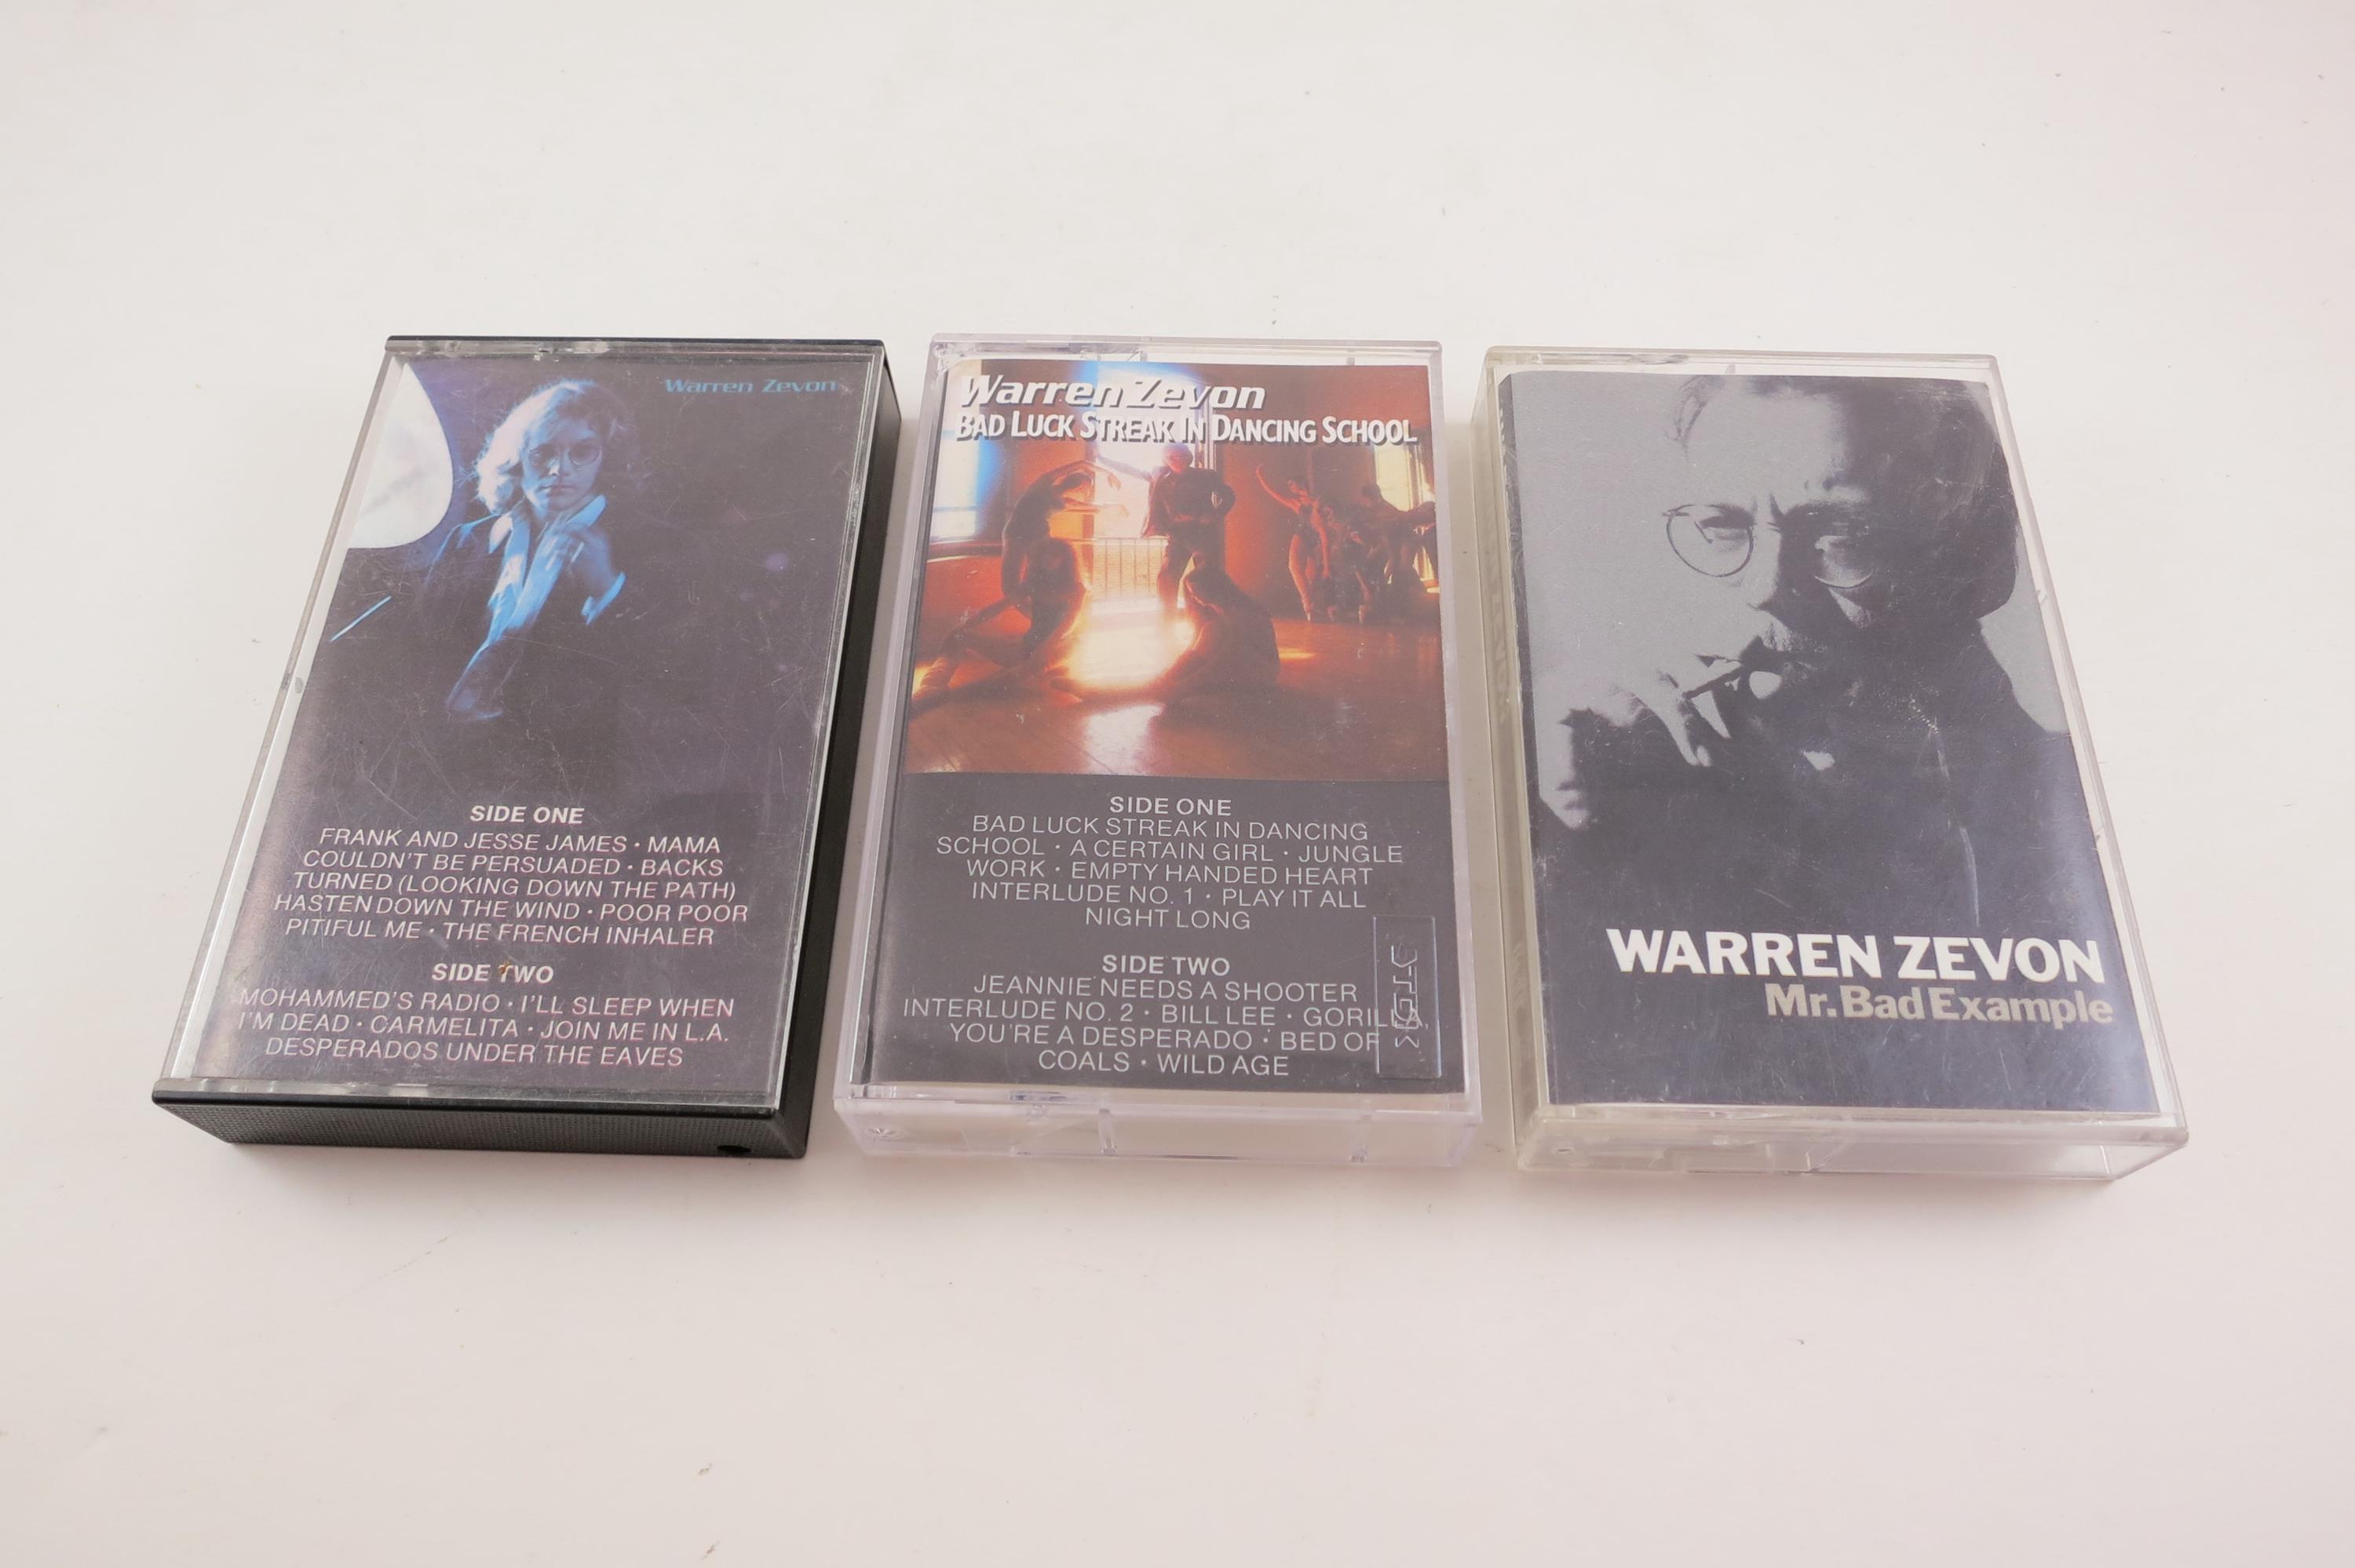 Warren Zevon
SIDE ONE
FRANK AND JESSE JAMES · MAMA
COULDN'T BE PERSUADED · BACKS
TURNED (LOOKING DOWN THE PATH)
HASTEN DOWN THE WIND · POOR POOR
PITIFUL ME · THE FRENCH INHALER
SIDE TWO
MOHAMMED'S RADIO · I'LL SLEEP WHEN
I'M DEAD · CARMELITA · JOIN ME IN L.A.
DESPERADOS UNDER THE EAVES
Warren Zevon
BAD LUCK STREAK IN DANCING SCHOOL
SIDE ONE
BAD LUCK STREAK IN DANCING
SCHOOL · A CERTAIN GIRL · JUNGLE
WORK · EMPTY HANDED HEART
INTERLUDE NO. 1 · PLAY IT ALL
NIGHT LONG
SIDE TWO
JEANNIE NEEDS A SHOOTER
INTERLUDE NO. 2 · BILL LEE · GORILLA,
YOU'RE A DESPERADO · BED OF
COALS · WILD AGE
WARREN ZEVON
Mr. Bad Example